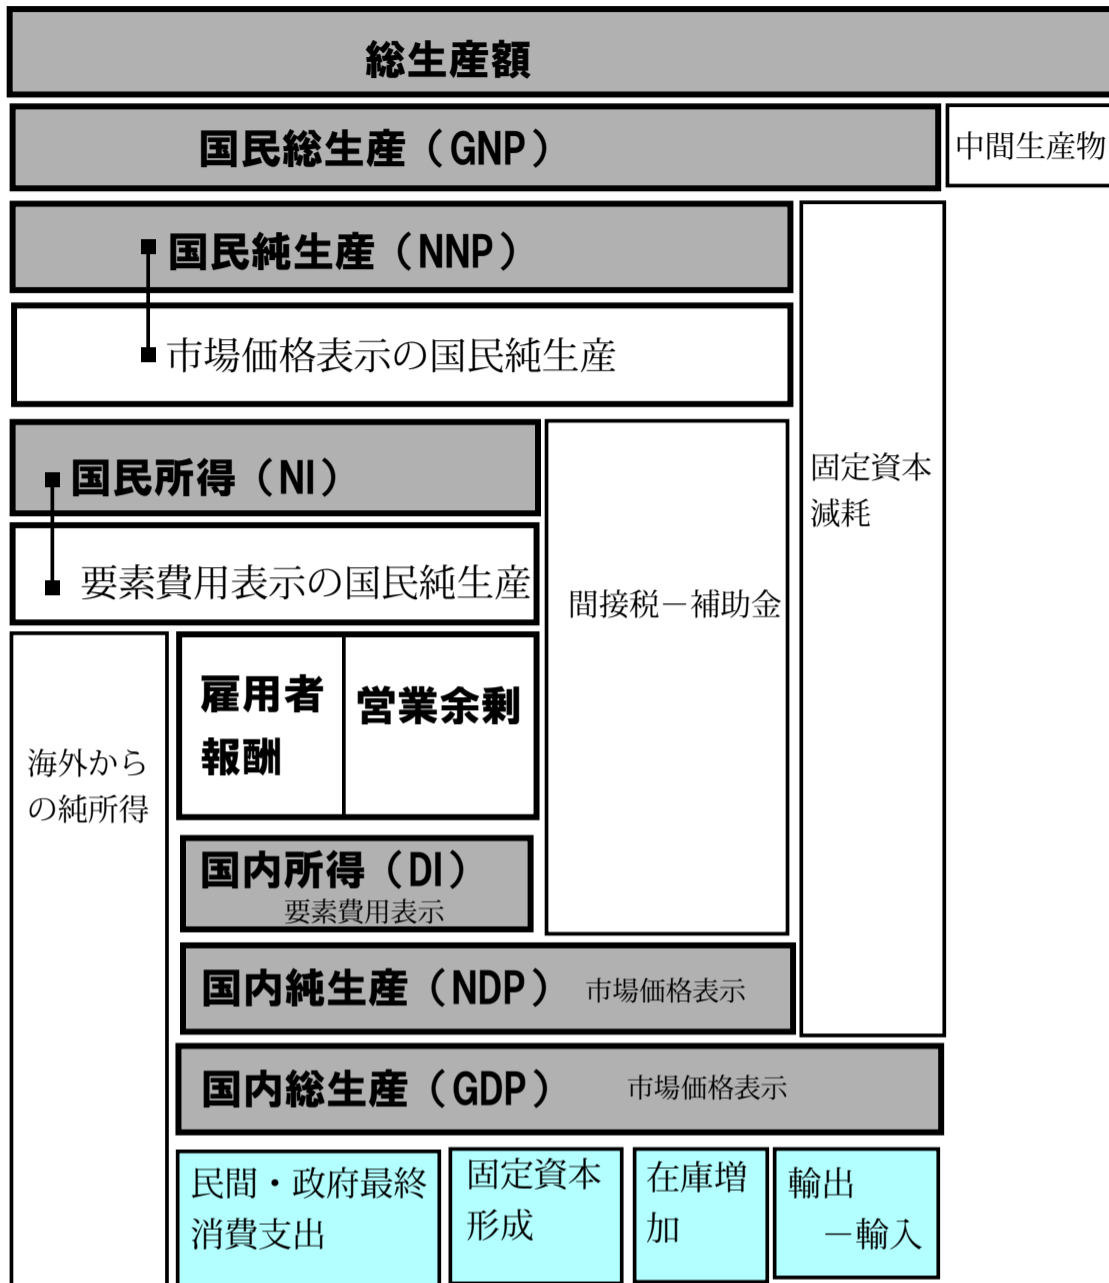 総生産額
国民総生産（GNP）
中間生産物
国民純生産（NNP）
市場価格表示の国民純生産
国民所得（NI）
要素費用表示の国民純生産
間接税－補助金
固定資本
減耗
海外から
の純所得
雇用者
報酬
営業余剰
国内所得（DI）
要素費用表示
国内純生産（NDP） 市場価格表示
国内総生産（GDP） 市場価格表示
民間・政府最終
消費支出
固定資本
形成
在庫増
加
輸出
－輸入